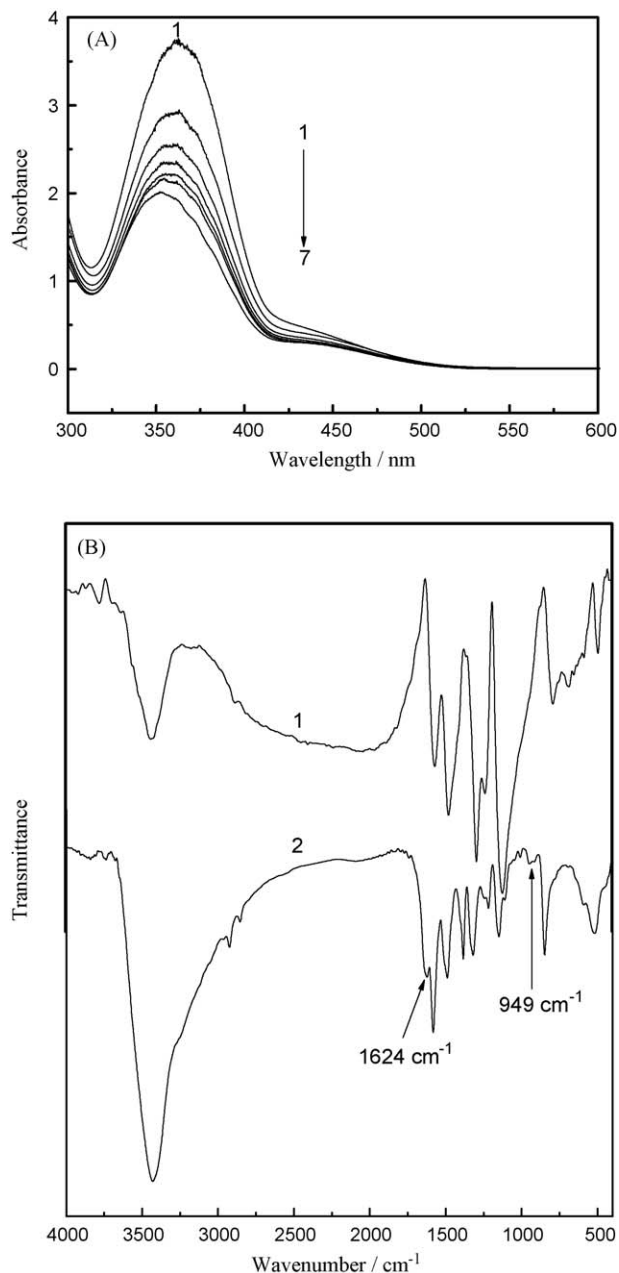 (A)
1
1
7
4
3
2
1
0
Absorbance
300 350 400 450 500 550 600
Wavelength / nm
(B)
1
2
1624 cm⁻¹
949 cm⁻¹
Transmittance
4000 3500 3000 2500 2000 1500 1000 500
Wavenumber / cm⁻¹